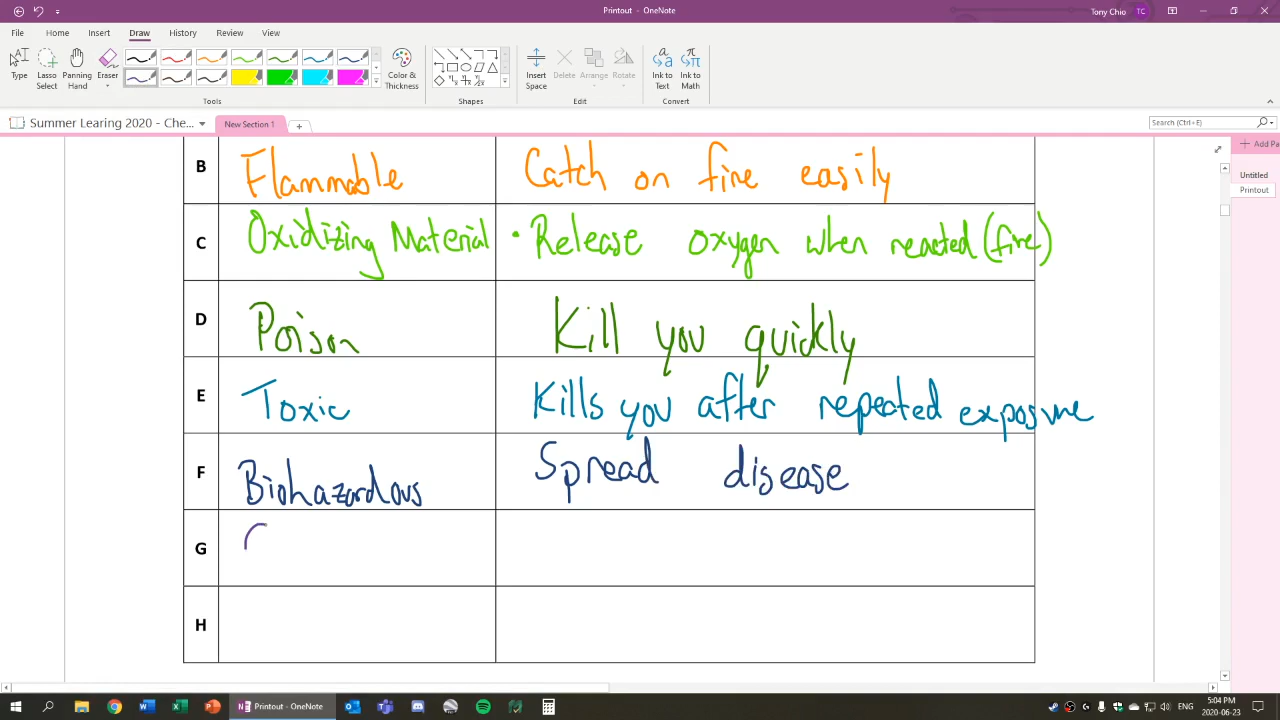 Printout - OneNote
Tony Chio TC
File Home Insert Draw History Review View
Type Lasso Select Panning Hand Eraser Color & Thickness Insert Space Delete Arrange Rotate Ink to Text Ink to Math
Tools Shapes Edit Convert
Summer Learing 2020 - Che... New Section 1 Search (Ctrl+E)
Add Pa
Untitled
Printout
B Flammable Catch on fire easily
C Oxidizing Material • Release oxygen when reacted (fire)
D Poison Kill you quickly
E Toxic Kills you after repeated exposure
F Biohazardous Spread disease
G
H
Printout - OneNote
5:04 PM
2020-06-23